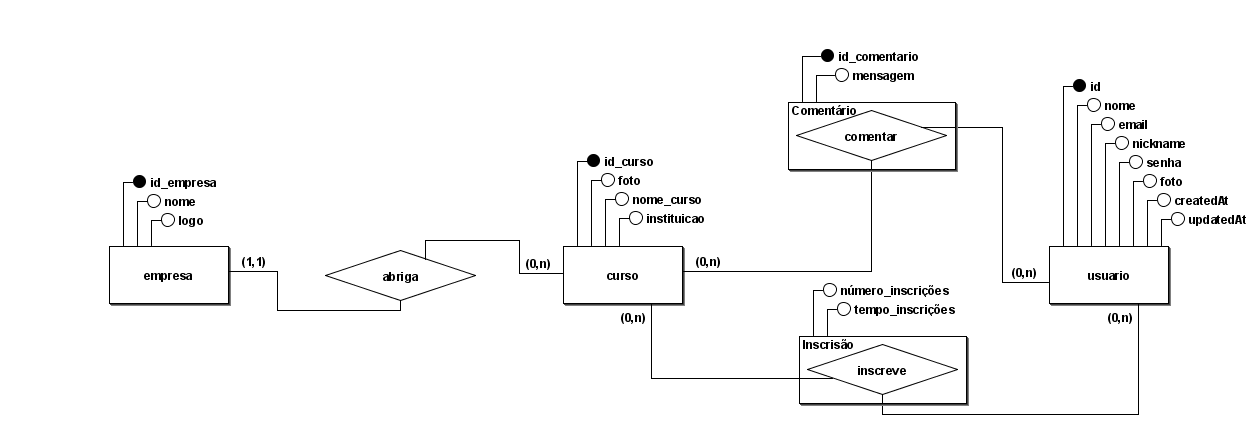 id_comentario
mensagem
Comentário
comentar
id
nome
email
nickname
senha
foto
createdAt
updatedAt
id_curso
foto
nome_curso
instituicao
id_empresa
nome
logo
empresa
(1,1)
abriga
(0,n)
curso
(0,n)
(0,n)
usuario
(0,n)
(0,n)
número_inscrições
tempo_inscrições
Inscrisão
inscreve